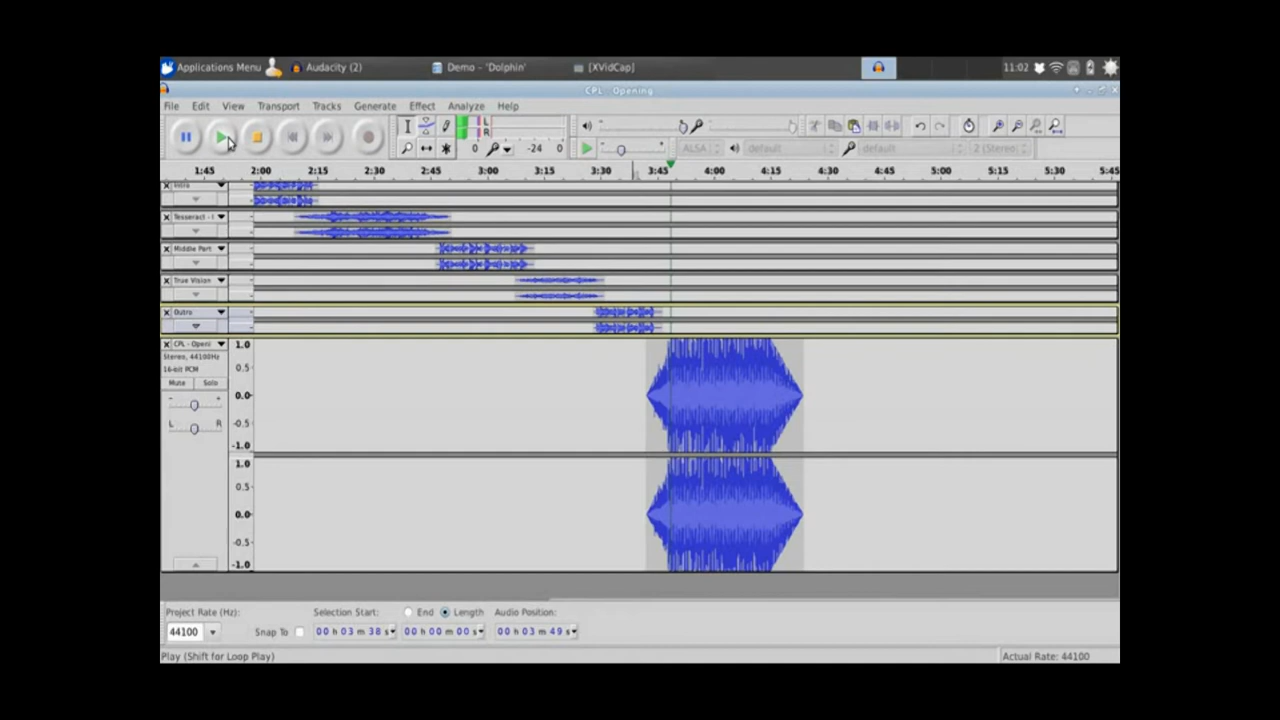 Applications Menu Audacity (2) Demo - 'Dolphin' [XVidCap] 11:02
CPL - Opening
File Edit View Transport Tracks Generate Effect Analyze Help
L
R
0 -24 0 ALSA default default 2 (Stereo)
1:45 2:00 2:15 2:30 2:45 3:00 3:15 3:30 3:45 4:00 4:15 4:30 4:45 5:00 5:15 5:30 5:45
X Intro
X Tesseract - I
X Middle Part
X True Vision
X Outro
X CPL - Openi 1.0
Stereo, 44100Hz
16-bit PCM 0.5
Mute Solo
- + 0.0
L R -0.5
-1.0
1.0
0.5
0.0
-0.5
-1.0
Project Rate (Hz): Selection Start: End Length Audio Position:
44100 Snap To 00 h 03 m 38 s 00 h 00 m 00 s 00 h 03 m 49 s
Play (Shift for Loop Play) Actual Rate: 44100